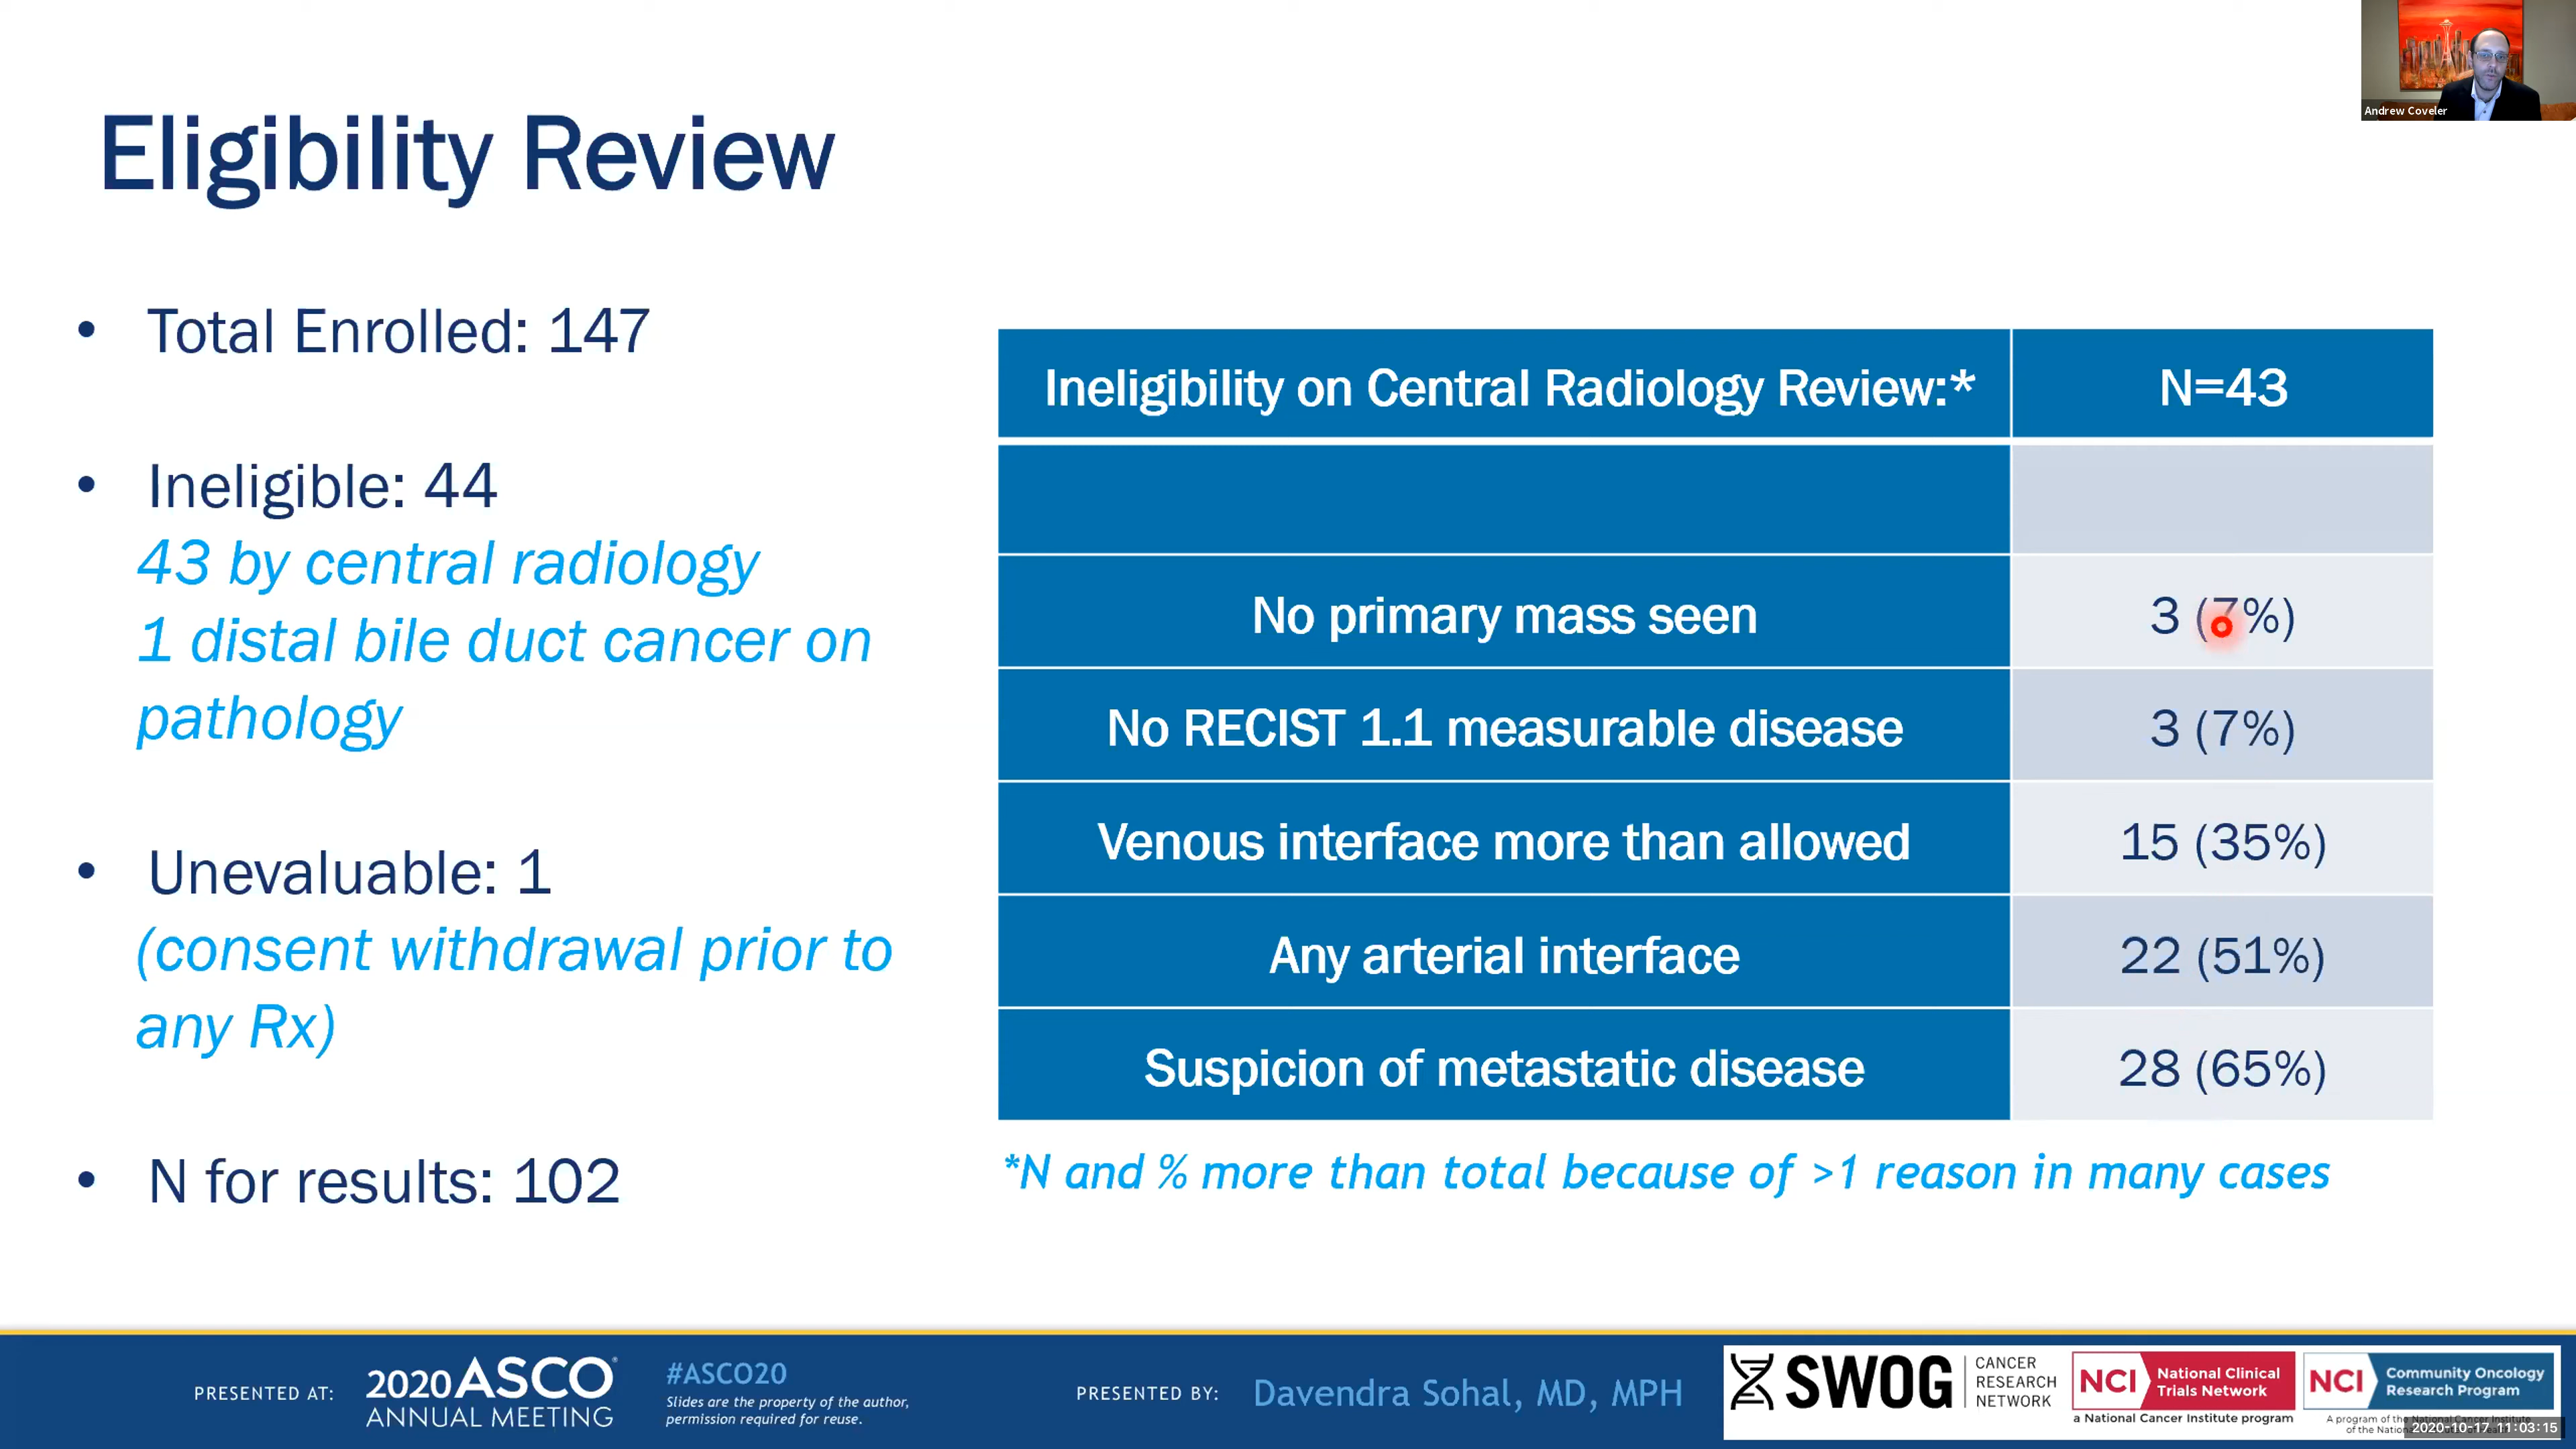 Andrew Coveler
Eligibility Review
• Total Enrolled: 147
• Ineligible: 44
43 by central radiology
1 distal bile duct cancer on
pathology
• Unevaluable: 1
(consent withdrawal prior to
any Rx)
• N for results: 102
Ineligibility on Central Radiology Review:* N=43
No primary mass seen 3 (7%)
No RECIST 1.1 measurable disease 3 (7%)
Venous interface more than allowed 15 (35%)
Any arterial interface 22 (51%)
Suspicion of metastatic disease 28 (65%)
*N and % more than total because of >1 reason in many cases
PRESENTED AT:
2020 ASCO®
ANNUAL MEETING
#ASCO20
Slides are the property of the author,
permission required for reuse.
PRESENTED BY: Davendra Sohal, MD, MPH
SWOG
CANCER
RESEARCH
NETWORK
NCI National Clinical
Trials Network
a National Cancer Institute program
NCI Community Oncology
Research Program
A program of the National Cancer Institute
of the National
2020-10-17 11:03:15